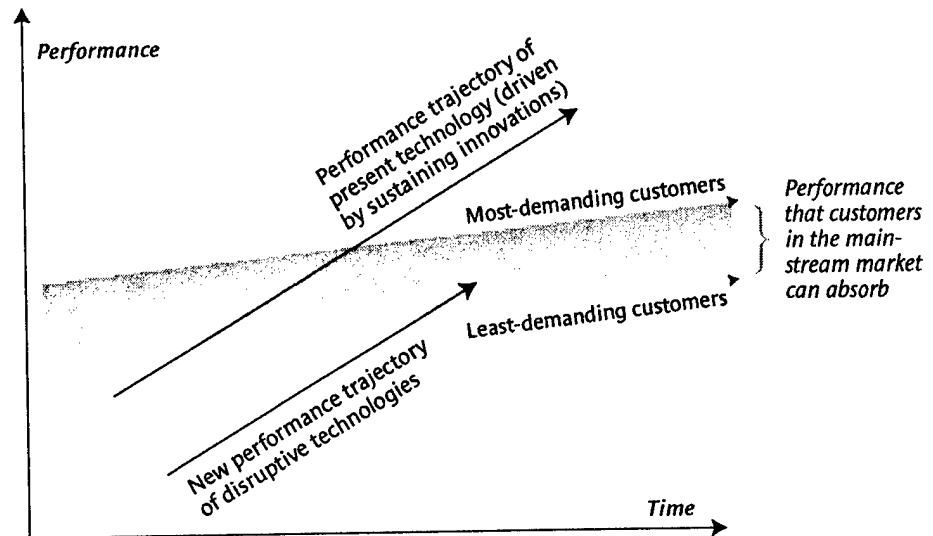 Performance
Performance trajectory of
present technology (driven
by sustaining innovations)
Most-demanding customers
Performance
that customers
in the main-
stream market
can absorb
Least-demanding customers
New performance trajectory
of disruptive technologies
Time